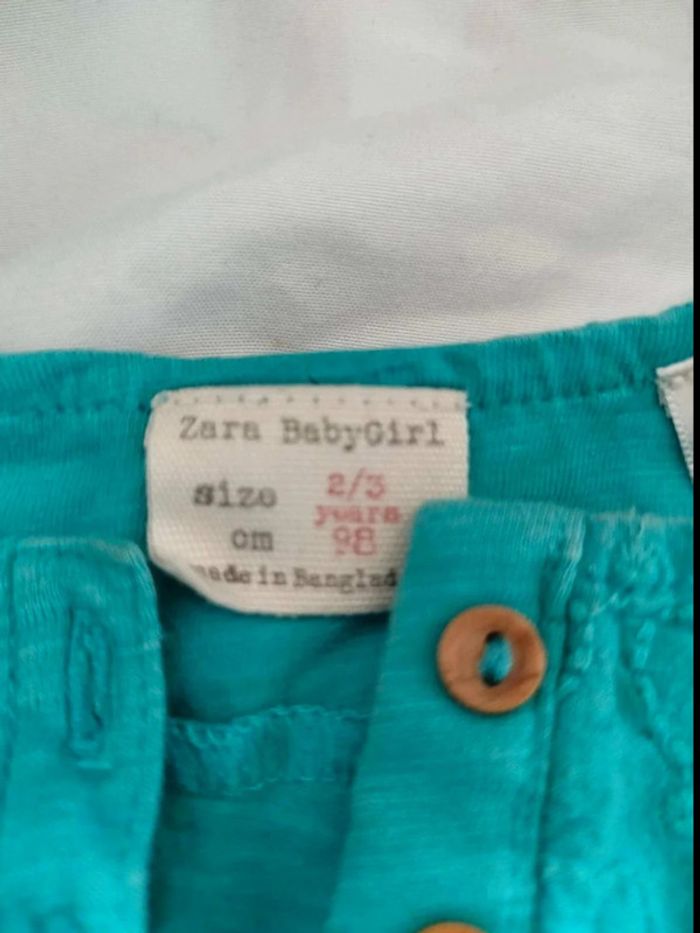 Zara BabyGirl
size 2/3
years
cm 98
made in Banglad